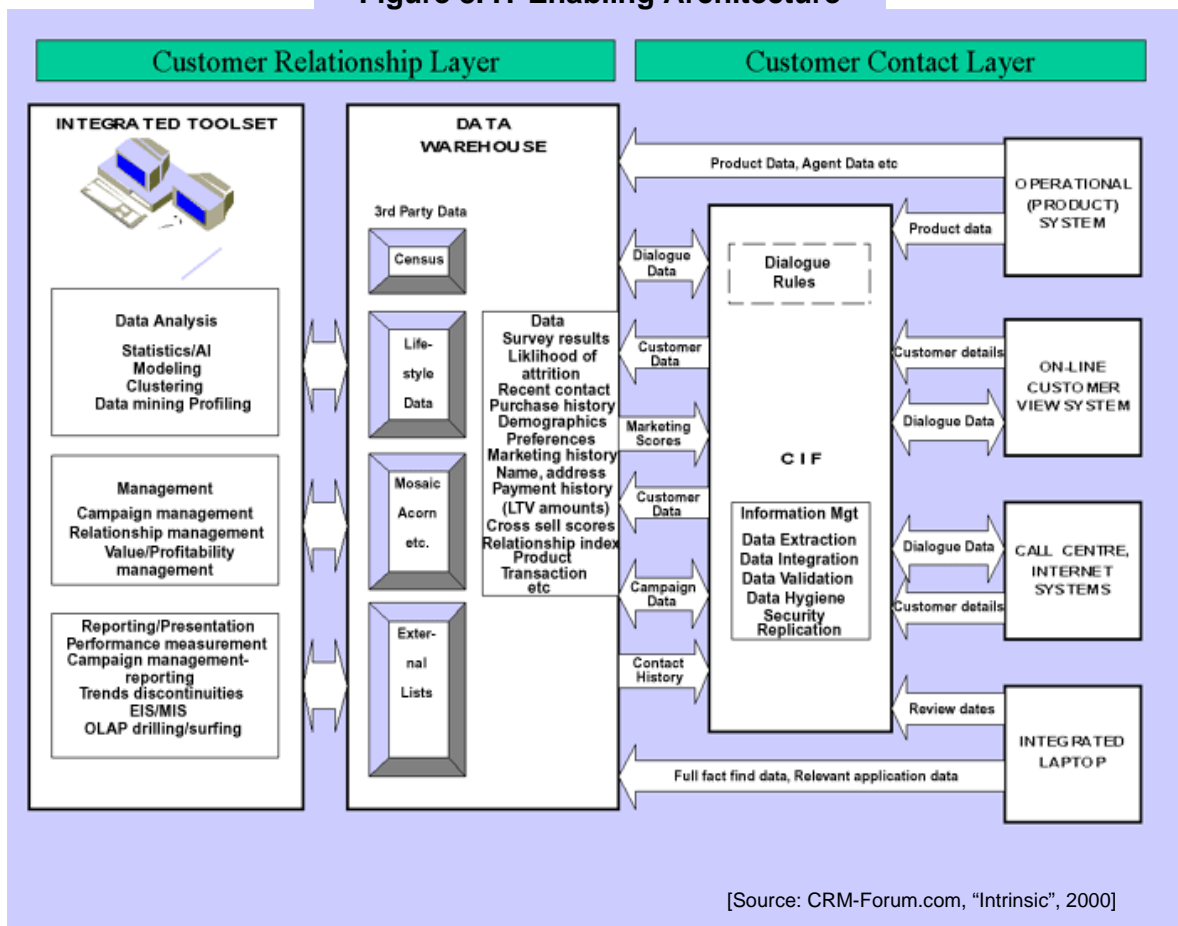 Customer Relationship Layer
Customer Contact Layer
INTEGRATED TOOLSET
Data Analysis
Statistics/AI
Modeling
Clustering
Data mining Profiling
Management
Campaign management
Relationship management
Value/Profitability
management
Reporting/Presentation
Performance measurement
Campaign management-
reporting
Trends discontinuities
EIS/MIS
OLAP drilling/surfing
DATA
WAREHOUSE
3rd Party Data
Census
Life-
style
Data
Mosaic
Acorn
etc.
Exter-
nal
Lists
Data
Survey results
Liklihood of
attrition
Recent contact
Purchase history
Demographics
Preferences
Marketing history
Name, address
Payment history
(LTV amounts)
Cross sell scores
Relationship index
Product
Transaction
etc
Product Data, Agent Data etc
Dialogue
Data
Customer
Data
Marketing
Scores
Customer
Data
Campaign
Data
Contact
History
Full fact find data, Relevant application data
Dialogue
Rules
CIF
Information Mgt
Data Extraction
Data Integration
Data Validation
Data Hygiene
Security
Replication
Product data
Customer details
Dialogue Data
Dialogue Data
Customer details
Review dates
OPERATIONAL
(PRODUCT)
SYSTEM
ON-LINE
CUSTOMER
VIEW SYSTEM
CALL CENTRE,
INTERNET
SYSTEMS
INTEGRATED
LAPTOP
[Source: CRM-Forum.com, “Intrinsic”, 2000]